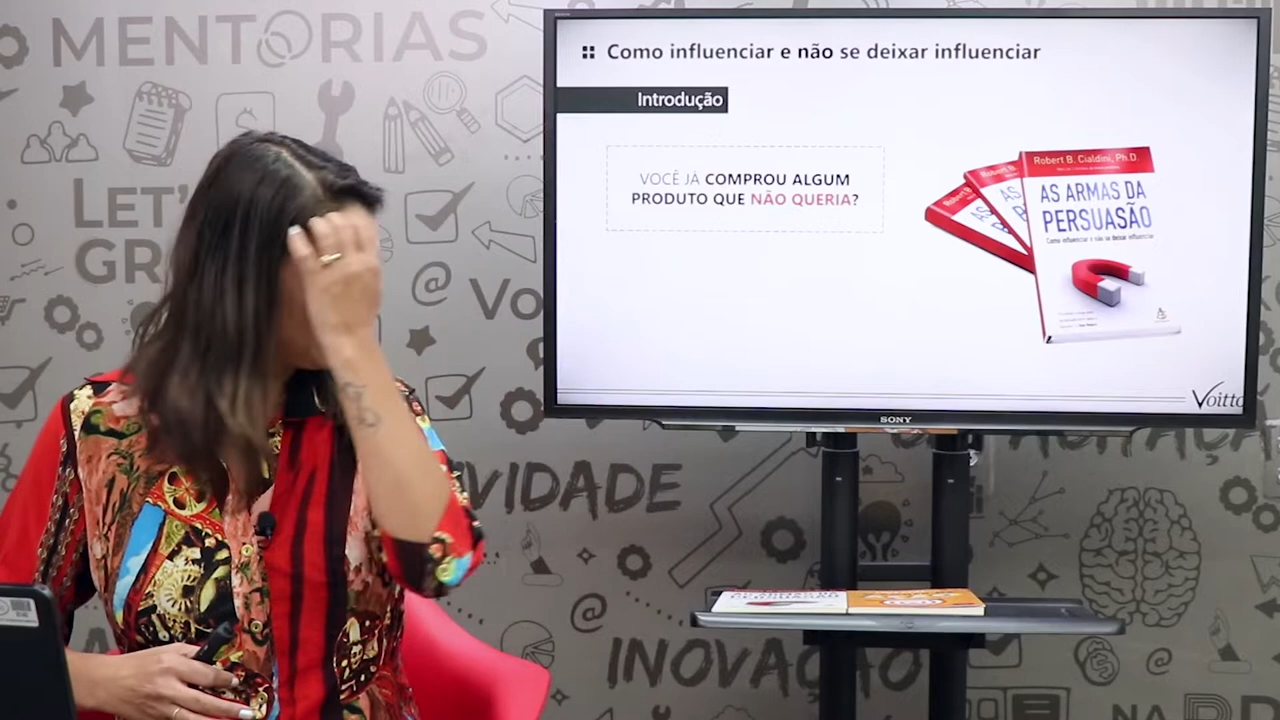 MENTORIAS
Como influenciar e não se deixar influenciar
Introdução
VOCÊ JÁ COMPROU ALGUM
PRODUTO QUE NÃO QUERIA?
Robert B. Cialdini, Ph.D.
AS ARMAS DA
PERSUASÃO
Como influenciar e não se deixar influenciar
LET'
GR
Vo
Voitto
SONY
VIDADE
INOVAÇÃO
NA